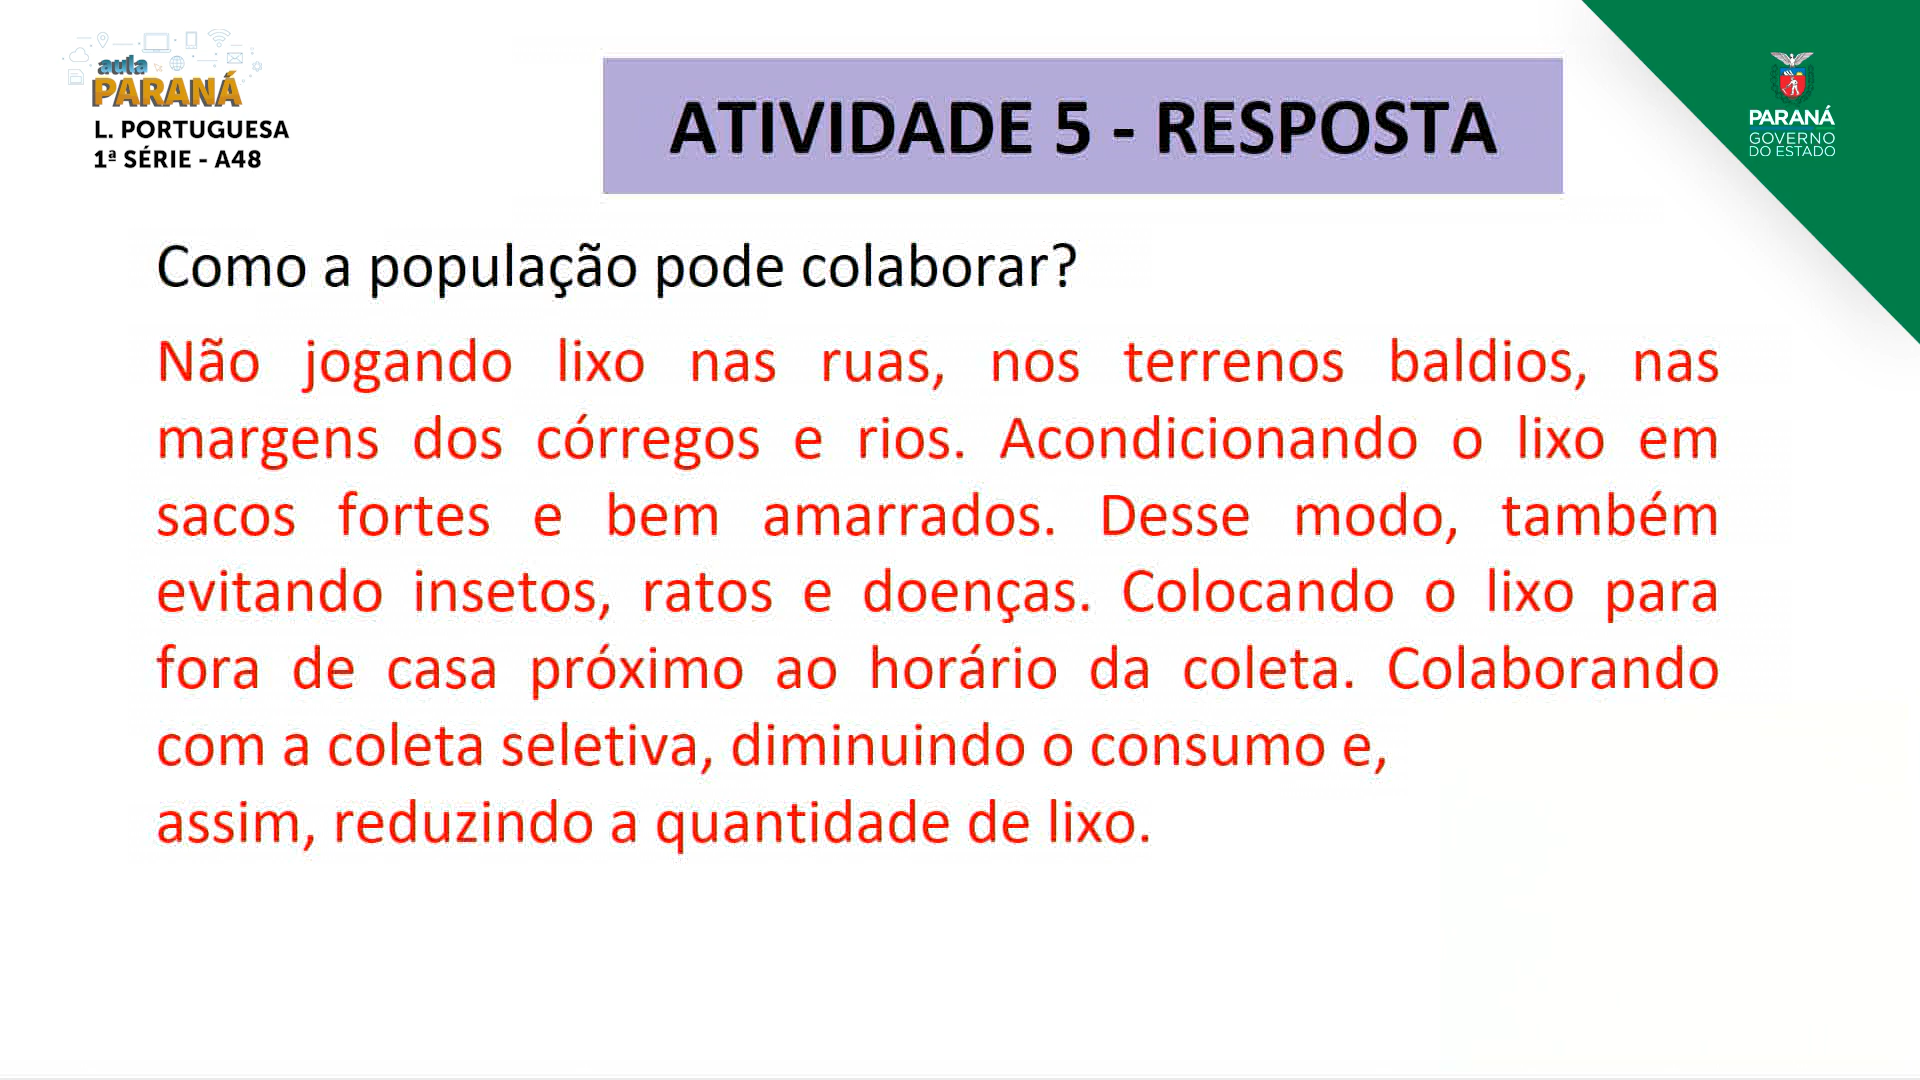 aula
PARANÁ
L. PORTUGUESA
1ª SÉRIE - A48
ATIVIDADE 5 - RESPOSTA
PARANÁ
GOVERNO
DO ESTADO
Como a população pode colaborar?
Não jogando lixo nas ruas, nos terrenos baldios, nas
margens dos córregos e rios. Acondicionando o lixo em
sacos fortes e bem amarrados. Desse modo, também
evitando insetos, ratos e doenças. Colocando o lixo para
fora de casa próximo ao horário da coleta. Colaborando
com a coleta seletiva, diminuindo o consumo e,
assim, reduzindo a quantidade de lixo.